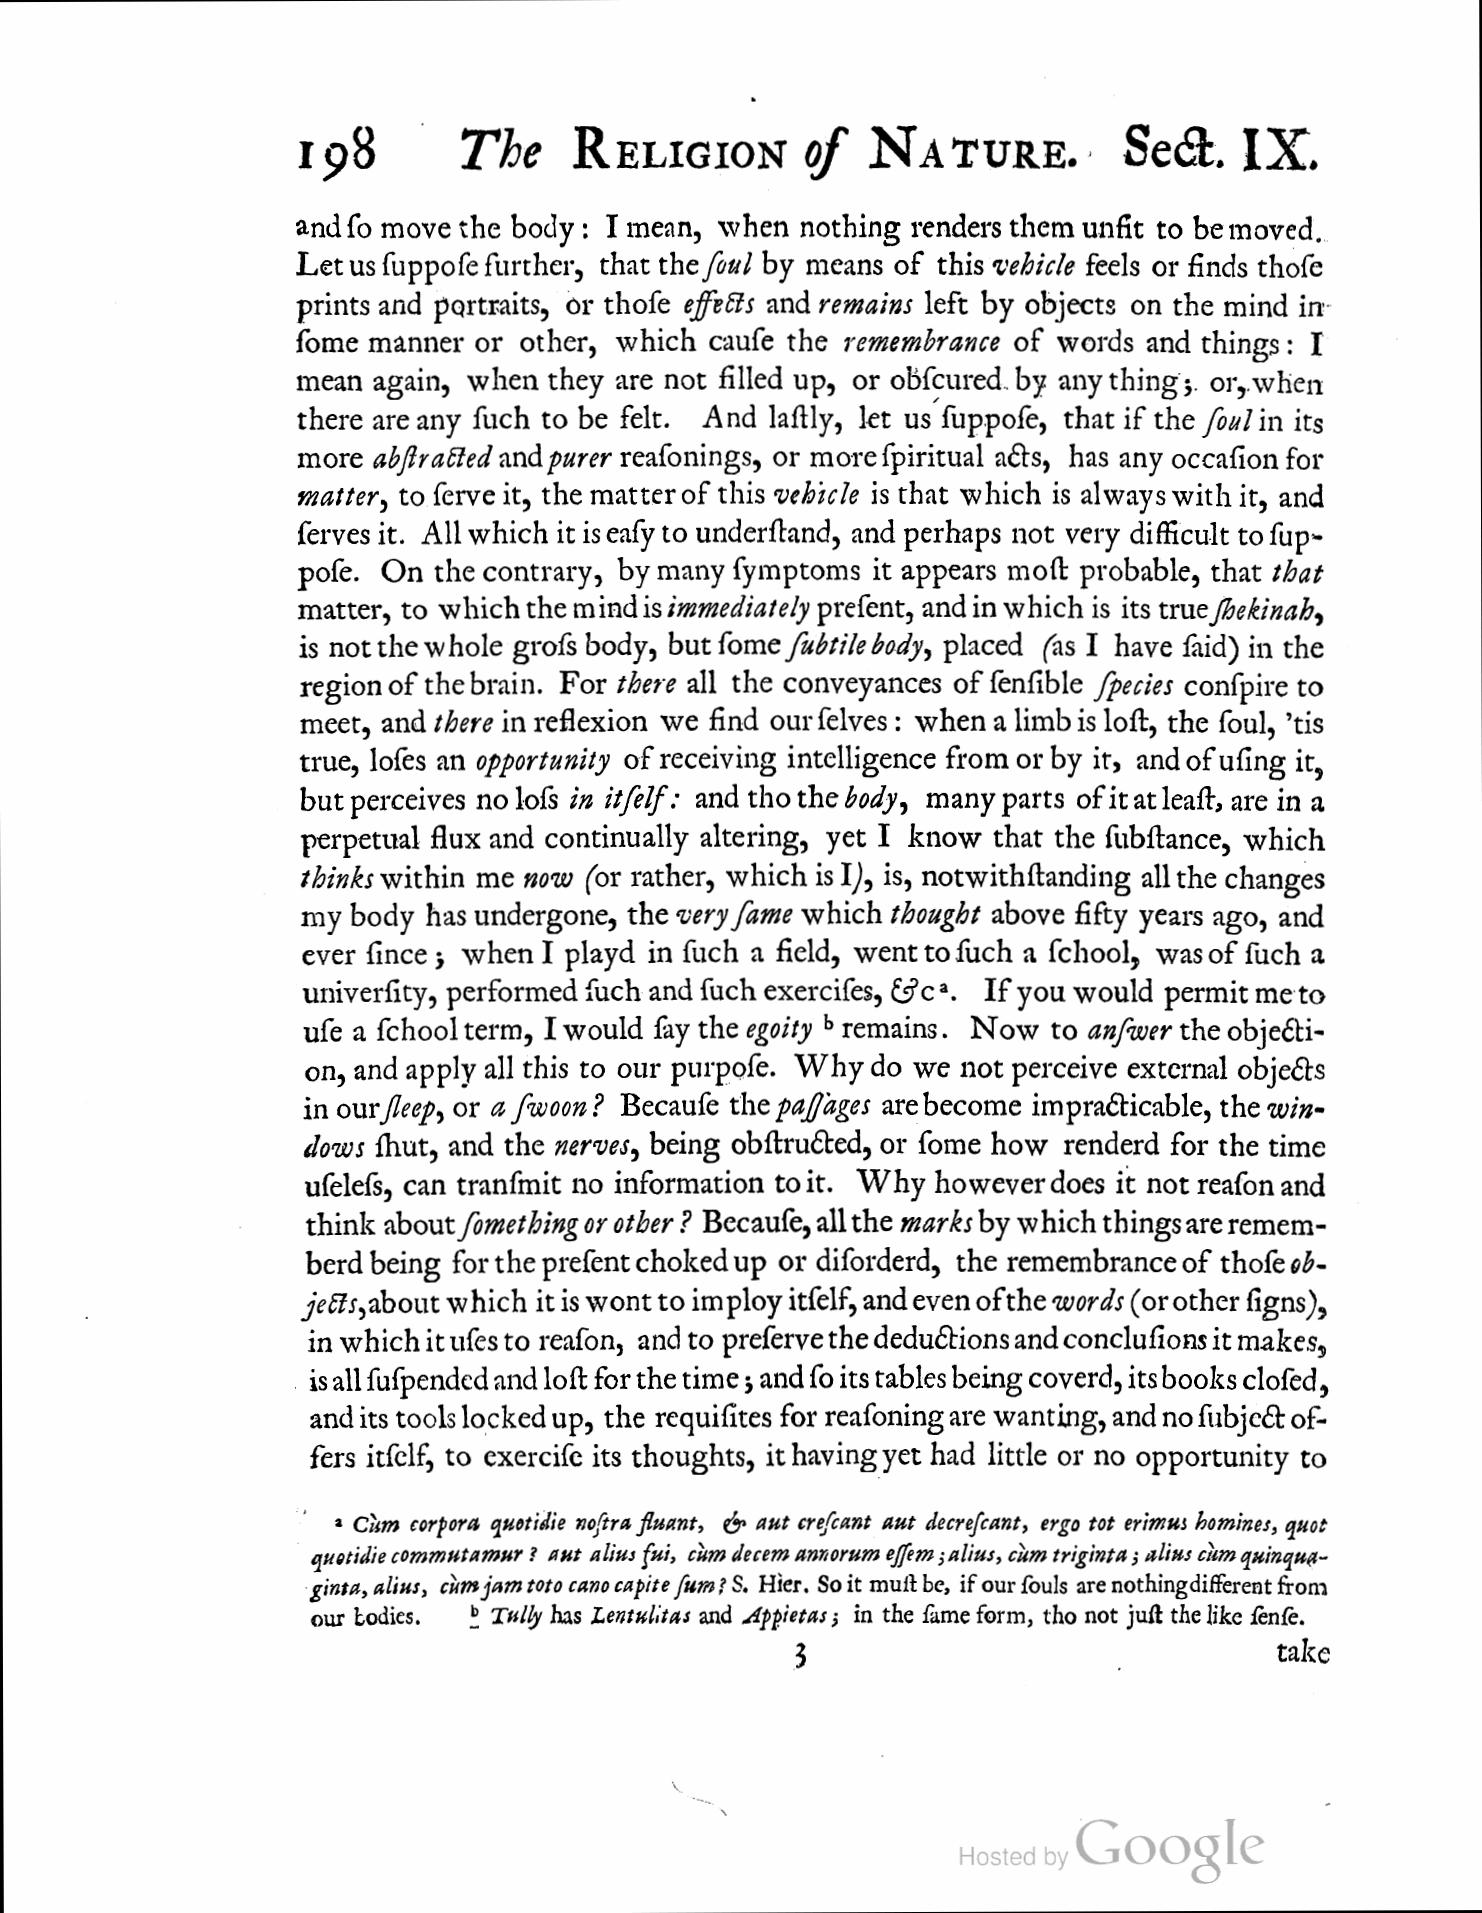 198 The RELIGION of NATURE. Sect. IX.
and ſo move the body: I mean, when nothing renders them unfit to be moved.
Let us ſuppoſe further, that the ſoul by means of this vehicle feels or finds thoſe
prints and portraits, or thoſe effects and remains left by objects on the mind in
ſome manner or other, which cauſe the remembrance of words and things: I
mean again, when they are not filled up, or obſcured by any thing; or, when
there are any ſuch to be felt. And laſtly, let us ſuppoſe, that if the ſoul in its
more abſtracted and purer reaſonings, or more ſpiritual acts, has any occaſion for
matter, to ſerve it, the matter of this vehicle is that which is always with it, and
ſerves it. All which it is eaſy to underſtand, and perhaps not very difficult to ſup-
poſe. On the contrary, by many ſymptoms it appears moſt probable, that that
matter, to which the mind is immediately preſent, and in which is its true ſhekinah,
is not the whole groſs body, but ſome ſubtile body, placed (as I have ſaid) in the
region of the brain. For there all the conveyances of ſenſible ſpecies conſpire to
meet, and there in reflexion we find our ſelves: when a limb is loſt, the ſoul, 'tis
true, loſes an opportunity of receiving intelligence from or by it, and of uſing it,
but perceives no loſs in itſelf: and tho the body, many parts of it at leaſt, are in a
perpetual flux and continually altering, yet I know that the ſubſtance, which
thinks within me now (or rather, which is I), is, notwithſtanding all the changes
my body has undergone, the very ſame which thought above fifty years ago, and
ever ſince; when I playd in ſuch a field, went to ſuch a ſchool, was of ſuch a
univerſity, performed ſuch and ſuch exerciſes, &c a. If you would permit me to
uſe a ſchool term, I would ſay the egoity b remains. Now to anſwer the objecti-
on, and apply all this to our purpoſe. Why do we not perceive external objects
in our ſleep, or a ſwoon? Becauſe the paſſages are become impracticable, the win-
dows ſhut, and the nerves, being obſtructed, or ſome how renderd for the time
uſeleſs, can tranſmit no information to it. Why however does it not reaſon and
think about ſomething or other? Becauſe, all the marks by which things are remem-
berd being for the preſent choked up or diſorderd, the remembrance of thoſe ob-
jects, about which it is wont to imploy itſelf, and even of the words (or other ſigns),
in which it uſes to reaſon, and to preſerve the deductions and concluſions it makes,
is all ſuſpended and loſt for the time; and ſo its tables being coverd, its books cloſed,
and its tools locked up, the requiſites for reaſoning are wanting, and no ſubject of-
fers itſelf, to exerciſe its thoughts, it having yet had little or no opportunity to
a Cùm corpora quotidie noſtra fluant, & aut creſcant aut decreſcant, ergo tot erimus homines, quot
quotidie commutamur? aut alius fui, cùm decem annorum eſſem; alius, cùm triginta; alius cùm quinqua-
ginta, alius, cùm jam toto cano capite ſum? S. Hier. So it muſt be, if our ſouls are nothing different from
our bodies. b Tully has Lentulitas and Appietas; in the ſame form, tho not juſt the like ſenſe.
3 take
Hosted by Google